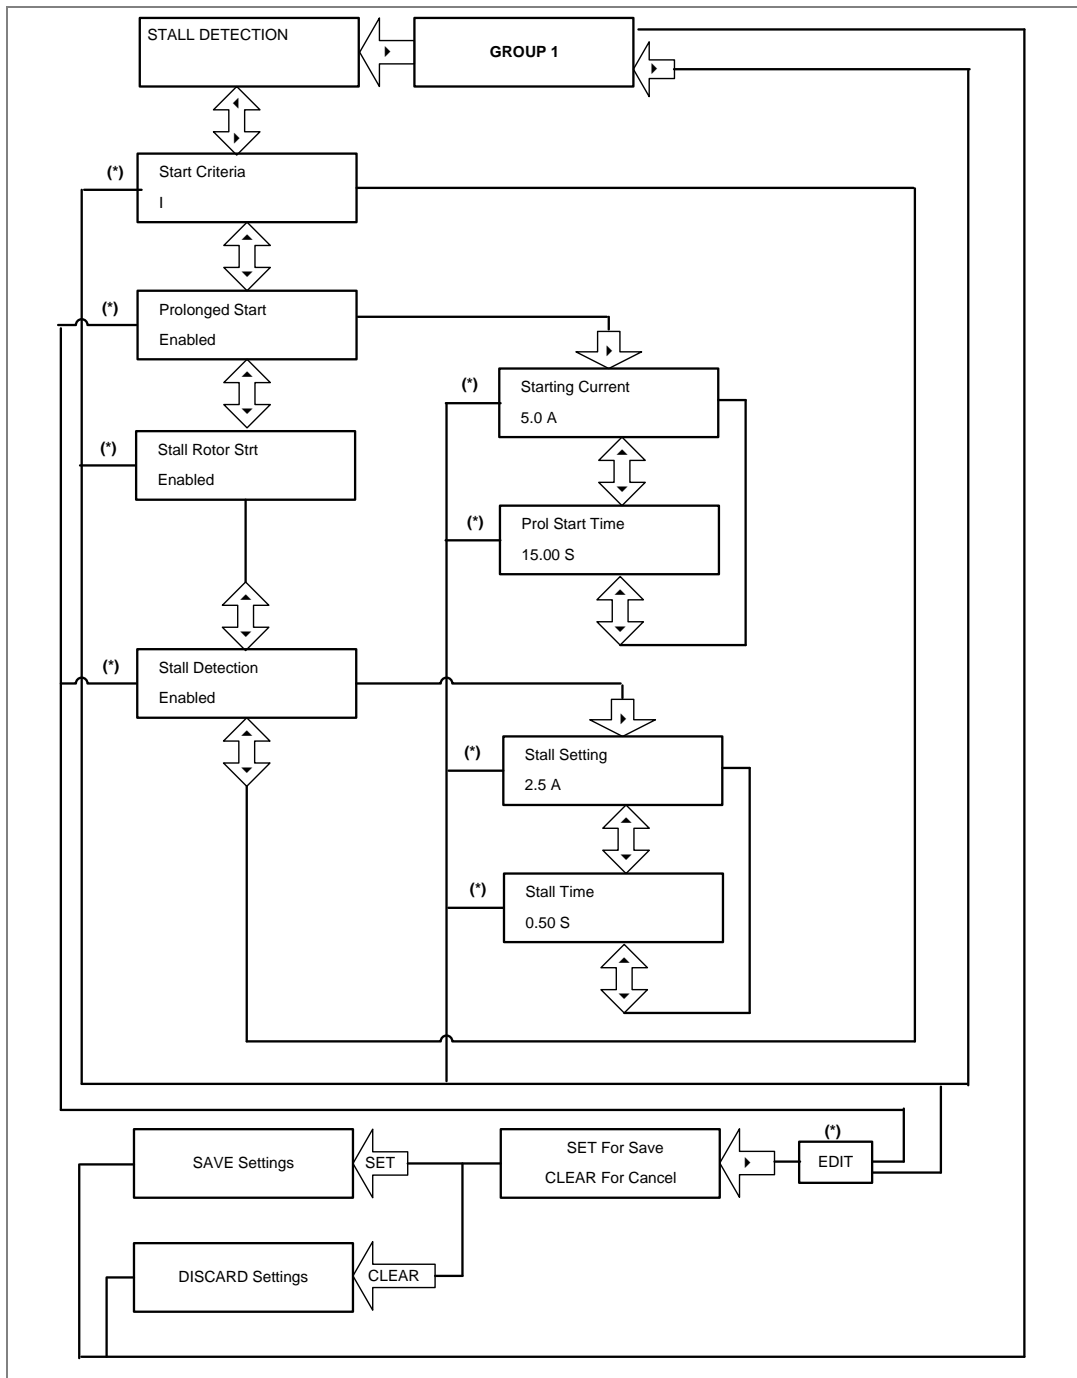 STALL DETECTION
GROUP 1
(*)
Start Criteria
I
(*)
Prolonged Start
Enabled
(*)
Starting Current
5.0 A
(*)
Stall Rotor Strt
Enabled
(*)
Prol Start Time
15.00 S
(*)
Stall Detection
Enabled
(*)
Stall Setting
2.5 A
(*)
Stall Time
0.50 S
(*)
EDIT
SET For Save
CLEAR For Cancel
SET
SAVE Settings
CLEAR
DISCARD Settings